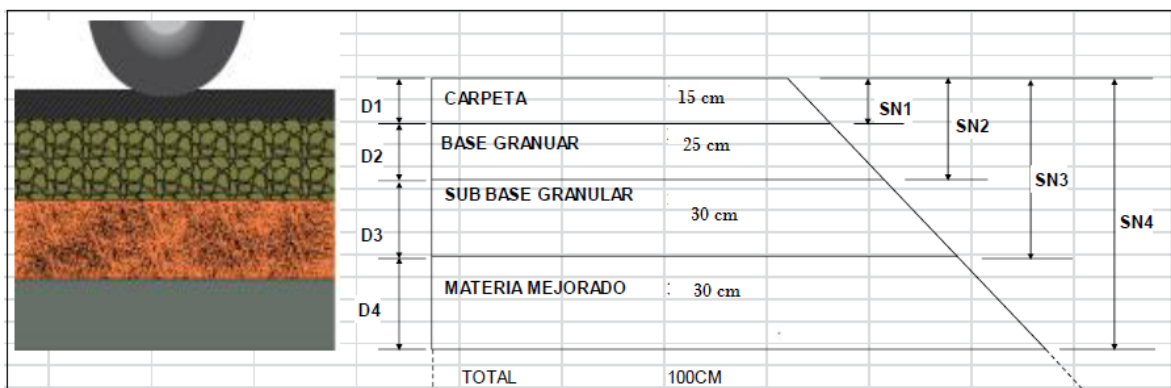 D1 CARPETA 15 cm SN1
D2 BASE GRANUAR : 25 cm SN2
SUB BASE GRANULAR
D3 30 cm SN3
SN4
D4 MATERIA MEJORADO : 30 cm
TOTAL 100CM